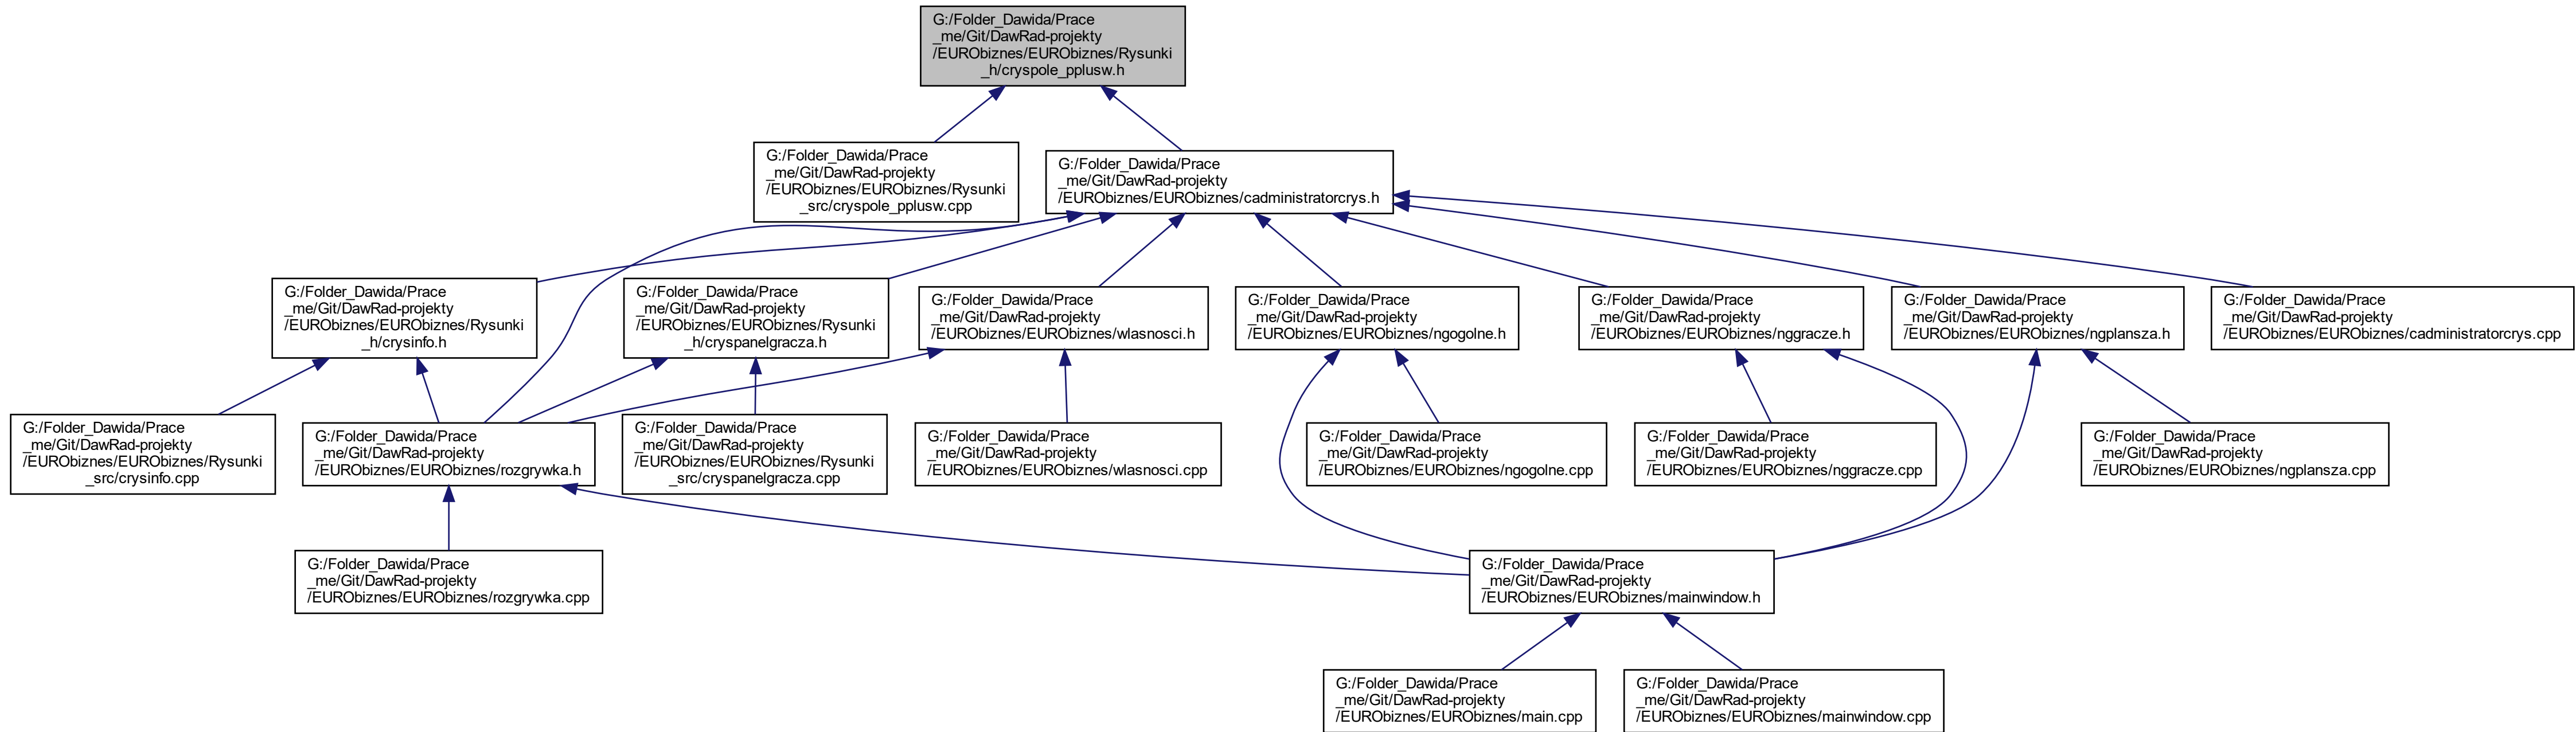 G:/Folder_Dawida/Prace
_me/Git/DawRad-projekty
/EURObiznes/EURObiznes/Rysunki
_h/cryspole_pplusw.h
G:/Folder_Dawida/Prace
_me/Git/DawRad-projekty
/EURObiznes/EURObiznes/Rysunki
_src/cryspole_pplusw.cpp
G:/Folder_Dawida/Prace
_me/Git/DawRad-projekty
/EURObiznes/EURObiznes/cadministratorcrys.h
G:/Folder_Dawida/Prace
_me/Git/DawRad-projekty
/EURObiznes/EURObiznes/Rysunki
_h/crysinfo.h
G:/Folder_Dawida/Prace
_me/Git/DawRad-projekty
/EURObiznes/EURObiznes/Rysunki
_h/cryspanelgracza.h
G:/Folder_Dawida/Prace
_me/Git/DawRad-projekty
/EURObiznes/EURObiznes/wlasnosci.h
G:/Folder_Dawida/Prace
_me/Git/DawRad-projekty
/EURObiznes/EURObiznes/ngogolne.h
G:/Folder_Dawida/Prace
_me/Git/DawRad-projekty
/EURObiznes/EURObiznes/nggracze.h
G:/Folder_Dawida/Prace
_me/Git/DawRad-projekty
/EURObiznes/EURObiznes/ngplansza.h
G:/Folder_Dawida/Prace
_me/Git/DawRad-projekty
/EURObiznes/EURObiznes/cadministratorcrys.cpp
G:/Folder_Dawida/Prace
_me/Git/DawRad-projekty
/EURObiznes/EURObiznes/Rysunki
_src/crysinfo.cpp
G:/Folder_Dawida/Prace
_me/Git/DawRad-projekty
/EURObiznes/EURObiznes/rozgrywka.h
G:/Folder_Dawida/Prace
_me/Git/DawRad-projekty
/EURObiznes/EURObiznes/Rysunki
_src/cryspanelgracza.cpp
G:/Folder_Dawida/Prace
_me/Git/DawRad-projekty
/EURObiznes/EURObiznes/wlasnosci.cpp
G:/Folder_Dawida/Prace
_me/Git/DawRad-projekty
/EURObiznes/EURObiznes/ngogolne.cpp
G:/Folder_Dawida/Prace
_me/Git/DawRad-projekty
/EURObiznes/EURObiznes/nggracze.cpp
G:/Folder_Dawida/Prace
_me/Git/DawRad-projekty
/EURObiznes/EURObiznes/ngplansza.cpp
G:/Folder_Dawida/Prace
_me/Git/DawRad-projekty
/EURObiznes/EURObiznes/rozgrywka.cpp
G:/Folder_Dawida/Prace
_me/Git/DawRad-projekty
/EURObiznes/EURObiznes/mainwindow.h
G:/Folder_Dawida/Prace
_me/Git/DawRad-projekty
/EURObiznes/EURObiznes/main.cpp
G:/Folder_Dawida/Prace
_me/Git/DawRad-projekty
/EURObiznes/EURObiznes/mainwindow.cpp